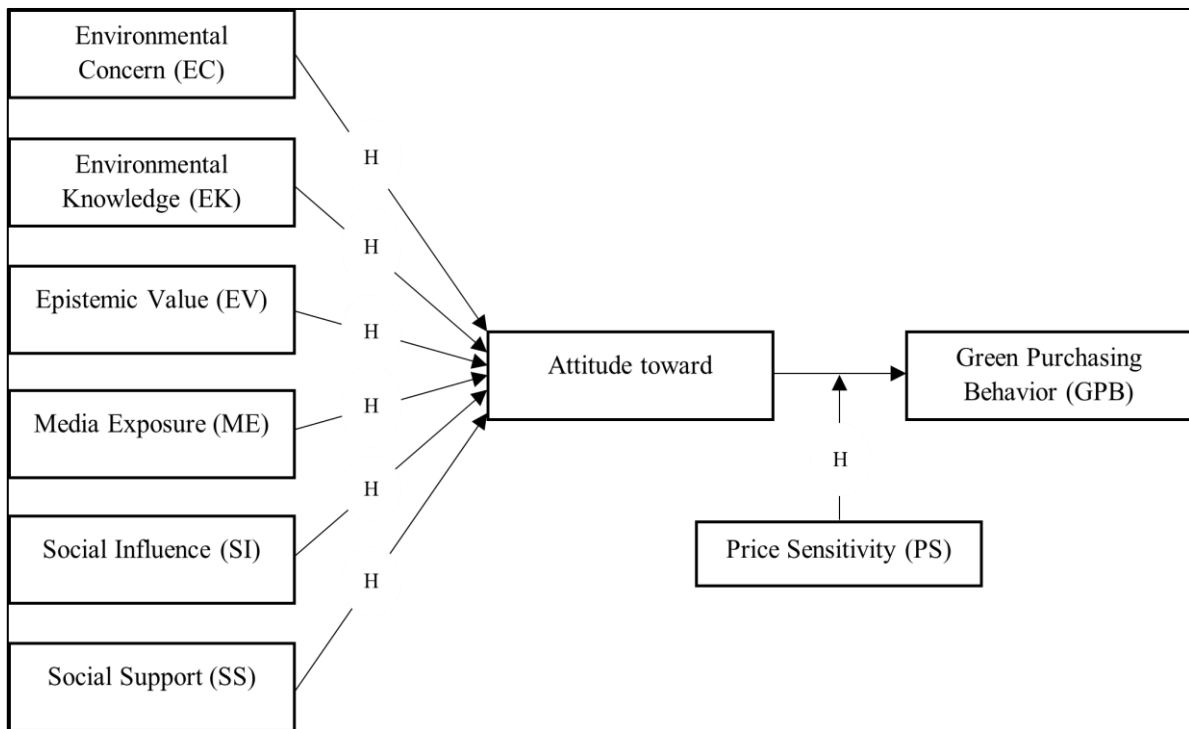 Environmental
Concern (EC)
H
Environmental
Knowledge (EK)
H
Epistemic Value (EV)
H
Attitude toward
Green Purchasing
Behavior (GPB)
Media Exposure (ME)
H
H
Social Influence (SI)
H
Price Sensitivity (PS)
Social Support (SS)
H